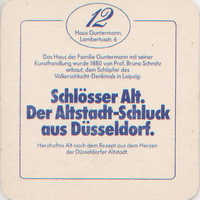 12
Haus Guntermann,
Lambertusstr. 6
Das Haus der Familie Guntermann mit seiner
Kunsthandlung wurde 1880 von Prof. Bruno Schmitz
erbaut, dem Schöpfer des
Völkerschlacht-Denkmals in Leipzig.
Schlösser Alt.
Der Altstadt-Schluck
aus Düsseldorf.
Herzhaftes Alt nach dem Rezept aus dem Herzen
der Düsseldorfer Altstadt.